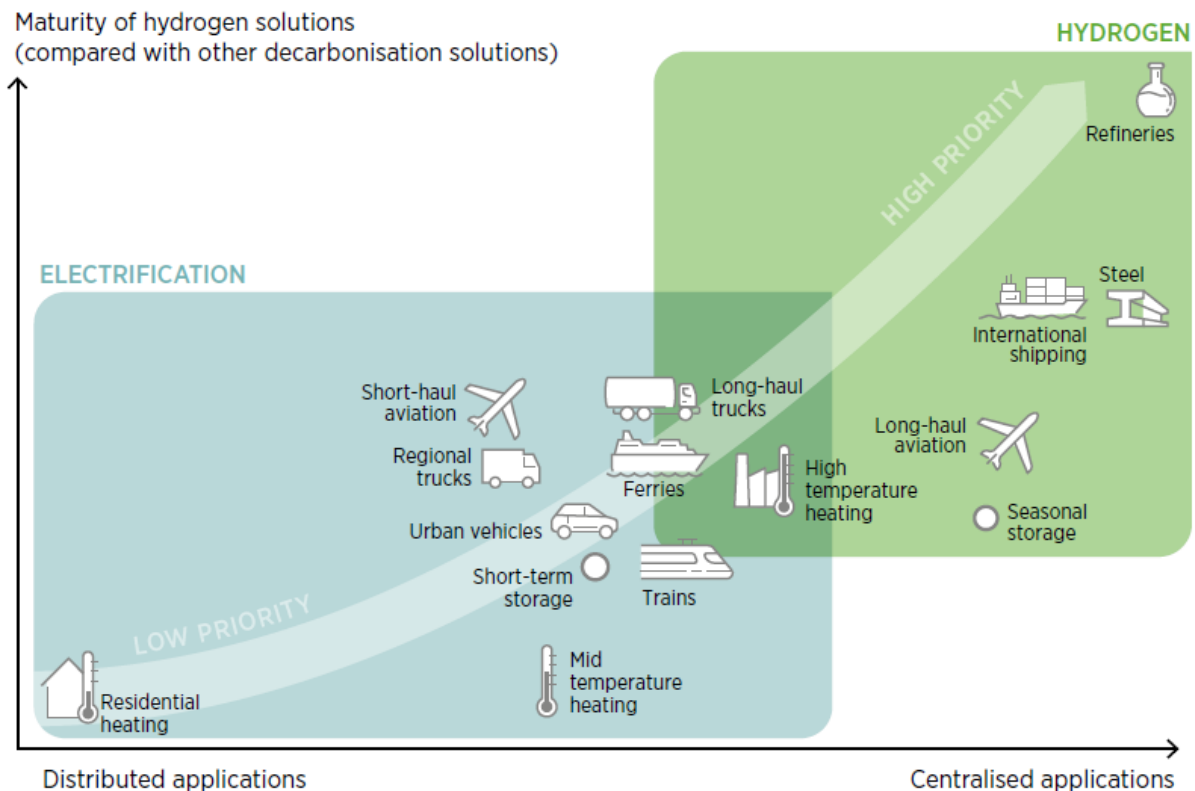 Maturity of hydrogen solutions
(compared with other decarbonisation solutions)
HYDROGEN
HIGH PRIORITY
Refineries
ELECTRIFICATION
Steel
International
shipping
Short-haul
aviation
Long-haul
trucks
Long-haul
aviation
Regional
trucks
Ferries
High
temperature
heating
Urban vehicles
Seasonal
storage
Short-term
storage
Trains
LOW PRIORITY
Mid
temperature
heating
Residential
heating
Distributed applications
Centralised applications